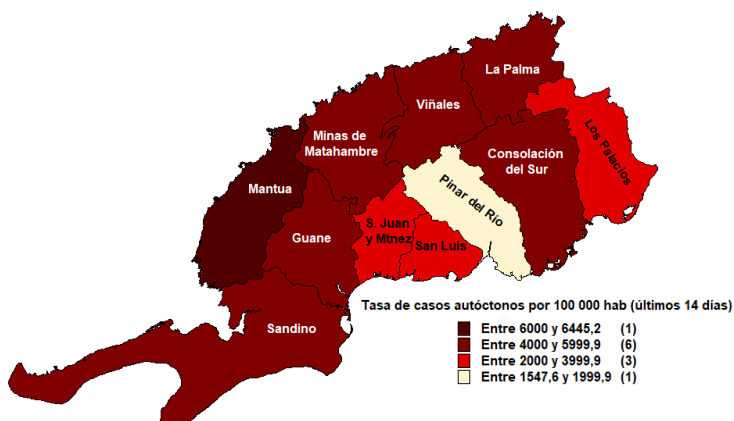 La Palma
Viñales
Minas de
Matahambre
Consolación
del Sur
Los Palacios
Mantua
Pinar del Río
S. Juan
y Mtnez
San Luis
Guane
Sandino
Tasa de casos autóctonos por 100 000 hab (últimos 14 días)
Entre 6000 y 6445,2 (1)
Entre 4000 y 5999,9 (6)
Entre 2000 y 3999,9 (3)
Entre 1547,6 y 1999,9 (1)